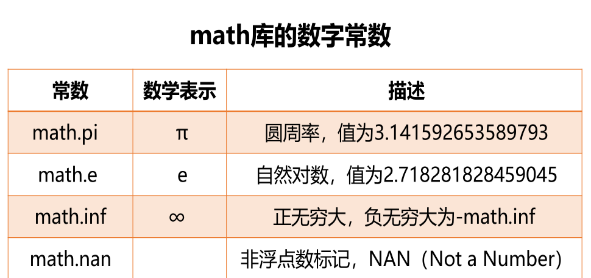 math库的数字常数
常数 数学表示 描述
math.pi π 圆周率，值为3.141592653589793
math.e e 自然对数，值为2.718281828459045
math.inf ∞ 正无穷大，负无穷大为-math.inf
math.nan 非浮点数标记，NAN（Not a Number）